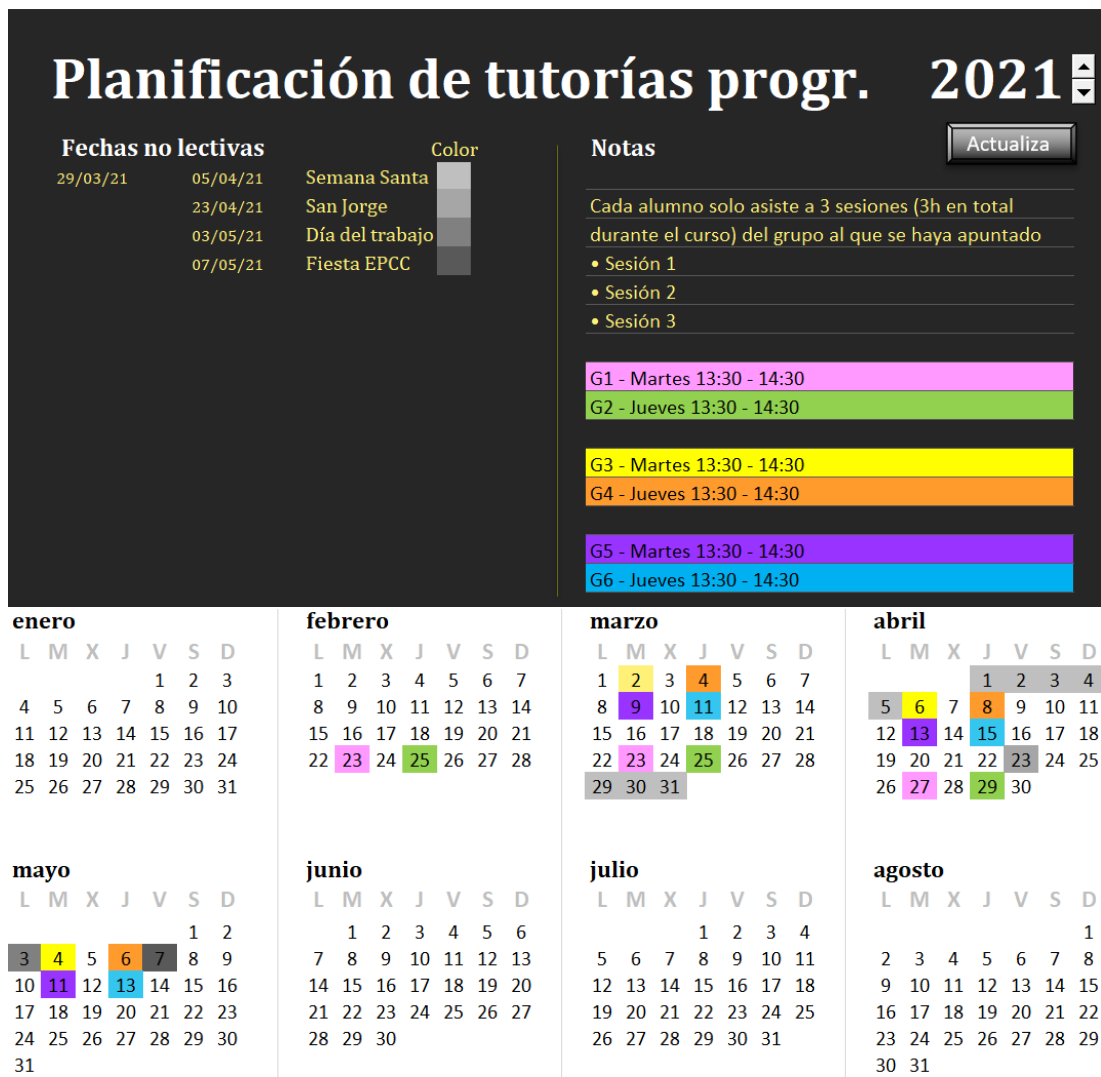 Planificación de tutorías progr. 2021
Actualiza
Fechas no lectivas Color
29/03/21 05/04/21 Semana Santa
23/04/21 San Jorge
03/05/21 Día del trabajo
07/05/21 Fiesta EPCC
Notas
Cada alumno solo asiste a 3 sesiones (3h en total
durante el curso) del grupo al que se haya apuntado
• Sesión 1
• Sesión 2
• Sesión 3
G1 - Martes 13:30 - 14:30
G2 - Jueves 13:30 - 14:30
G3 - Martes 13:30 - 14:30
G4 - Jueves 13:30 - 14:30
G5 - Martes 13:30 - 14:30
G6 - Jueves 13:30 - 14:30
enero
L M X J V S D
1 2 3
4 5 6 7 8 9 10
11 12 13 14 15 16 17
18 19 20 21 22 23 24
25 26 27 28 29 30 31
febrero
L M X J V S D
1 2 3 4 5 6 7
8 9 10 11 12 13 14
15 16 17 18 19 20 21
22 23 24 25 26 27 28
marzo
L M X J V S D
1 2 3 4 5 6 7
8 9 10 11 12 13 14
15 16 17 18 19 20 21
22 23 24 25 26 27 28
29 30 31
abril
L M X J V S D
1 2 3 4
5 6 7 8 9 10 11
12 13 14 15 16 17 18
19 20 21 22 23 24 25
26 27 28 29 30
mayo
L M X J V S D
1 2
3 4 5 6 7 8 9
10 11 12 13 14 15 16
17 18 19 20 21 22 23
24 25 26 27 28 29 30
31
junio
L M X J V S D
1 2 3 4 5 6
7 8 9 10 11 12 13
14 15 16 17 18 19 20
21 22 23 24 25 26 27
28 29 30
julio
L M X J V S D
1 2 3 4
5 6 7 8 9 10 11
12 13 14 15 16 17 18
19 20 21 22 23 24 25
26 27 28 29 30 31
agosto
L M X J V S D
1
2 3 4 5 6 7 8
9 10 11 12 13 14 15
16 17 18 19 20 21 22
23 24 25 26 27 28 29
30 31